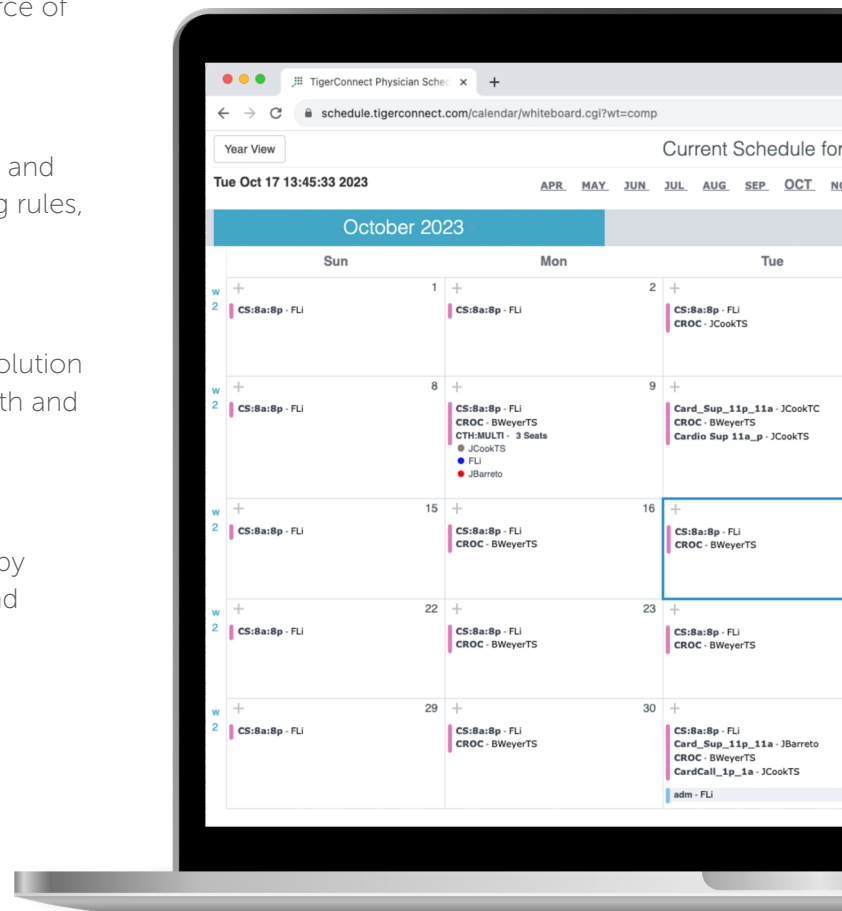 rce of
and
g rules,
olution
th and
by
nd
TigerConnect Physician Sche
schedule.tigerconnect.com/calendar/whiteboard.cgi?wt=comp
Year View
Current Schedule for
Tue Oct 17 13:45:33 2023
APR MAY JUN JUL AUG SEP OCT NO
October 2023
Sun Mon Tue
w 2
1
CS:8a:8p - FLi
2
CS:8a:8p - FLi
CS:8a:8p - FLi
CROC - JCookTS
w 2
8
CS:8a:8p - FLi
9
CS:8a:8p - FLi
CROC - BWeyerTS
CTH:MULTI - 3 Seats
JCookTS
FLi
JBarreto
Card_Sup_11p_11a - JCookTC
CROC - BWeyerTS
Cardio Sup 11a_p - JCookTS
w 2
15
CS:8a:8p - FLi
16
CS:8a:8p - FLi
CROC - BWeyerTS
CS:8a:8p - FLi
CROC - BWeyerTS
w 2
22
CS:8a:8p - FLi
23
CS:8a:8p - FLi
CROC - BWeyerTS
CS:8a:8p - FLi
CROC - BWeyerTS
w 2
29
CS:8a:8p - FLi
30
CS:8a:8p - FLi
CROC - BWeyerTS
CS:8a:8p - FLi
Card_Sup_11p_11a - JBarreto
CROC - BWeyerTS
CardCall_1p_1a - JCookTS
adm - FLi